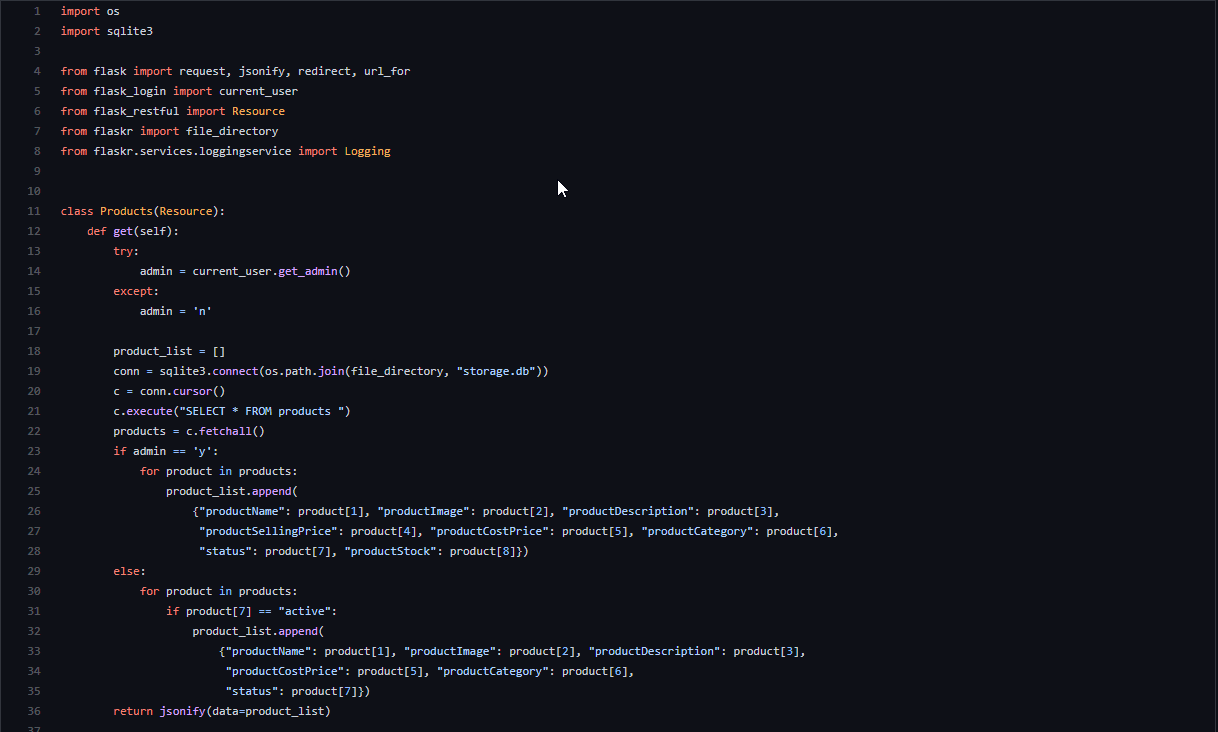 1 import os
2 import sqlite3
3
4 from flask import request, jsonify, redirect, url_for
5 from flask_login import current_user
6 from flask_restful import Resource
7 from flaskr import file_directory
8 from flaskr.services.loggingservice import Logging
9
10
11 class Products(Resource):
12     def get(self):
13         try:
14             admin = current_user.get_admin()
15         except:
16             admin = 'n'
17
18         product_list = []
19         conn = sqlite3.connect(os.path.join(file_directory, "storage.db"))
20         c = conn.cursor()
21         c.execute("SELECT * FROM products ")
22         products = c.fetchall()
23         if admin == 'y':
24             for product in products:
25                 product_list.append(
26                     {"productName": product[1], "productImage": product[2], "productDescription": product[3],
27                      "productSellingPrice": product[4], "productCostPrice": product[5], "productCategory": product[6],
28                      "status": product[7], "productStock": product[8]})
29         else:
30             for product in products:
31                 if product[7] == "active":
32                     product_list.append(
33                         {"productName": product[1], "productImage": product[2], "productDescription": product[3],
34                          "productCostPrice": product[5], "productCategory": product[6],
35                          "status": product[7]})
36         return jsonify(data=product_list)
37